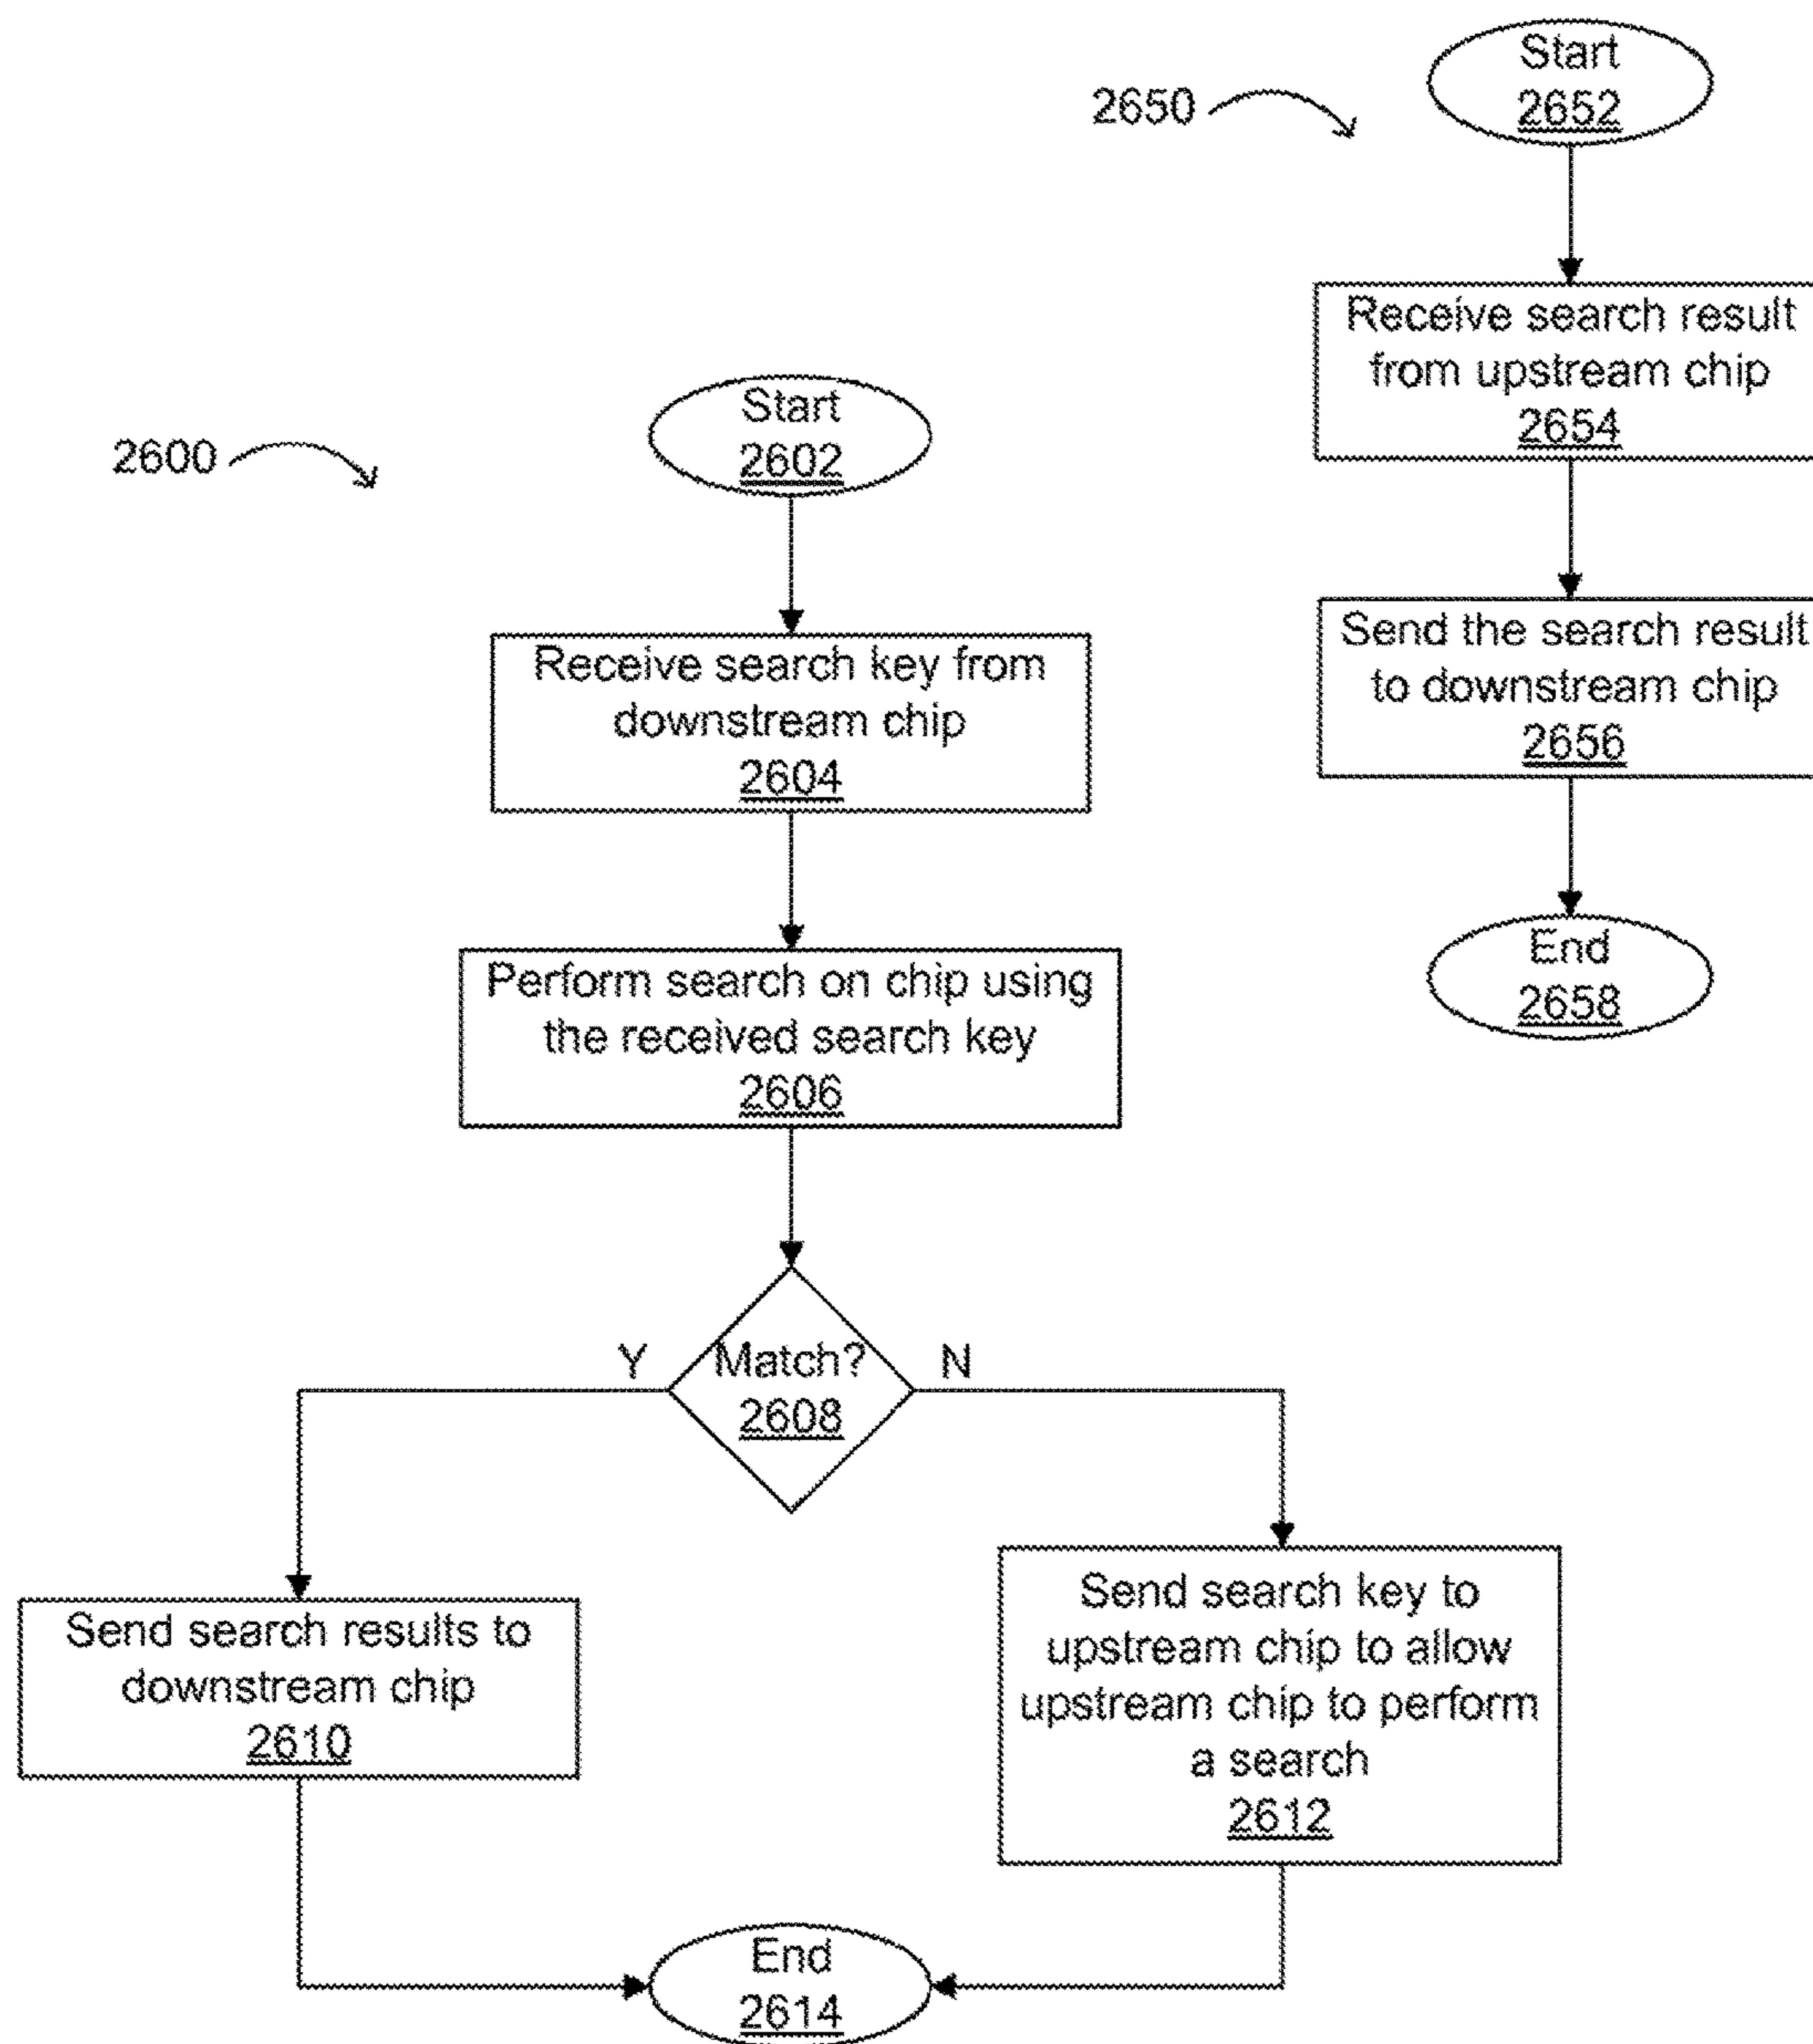 2600
Start
2602
Receive search key from
downstream chip
2604
Perform search on chip using
the received search key
2606
Match?
2608
Y
N
Send search results to
downstream chip
2610
Send search key to
upstream chip to allow
upstream chip to perform
a search
2612
End
2614
2650
Start
2652
Receive search result
from upstream chip
2654
Send the search result
to downstream chip
2656
End
2658